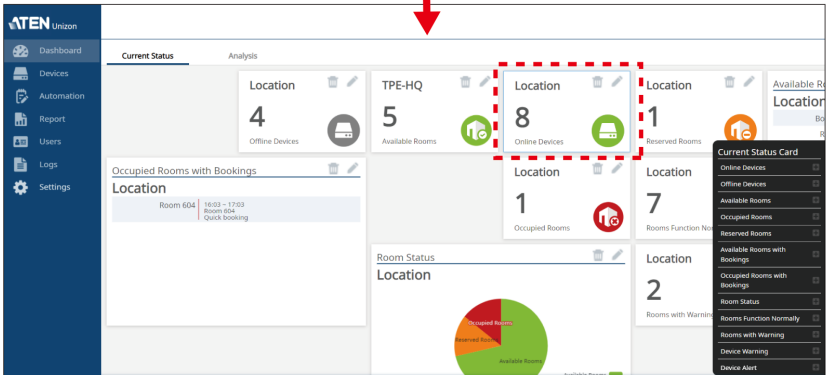 ATEN Unizon
Dashboard
Devices
Automation
Report
Users
Logs
Settings
Current Status
Analysis
Location
4
Offline Devices
TPE-HQ
5
Available Rooms
Location
8
Online Devices
Location
1
Reserved Rooms
Available
Location
Occupied Rooms with Bookings
Location
Room 604
16:03 – 17:03
Room 604
Quick booking
Location
1
Occupied Rooms
Location
7
Rooms Function
Room Status
Location
Occupied Rooms
Reserved Rooms
Available Rooms
Available Rooms
Location
2
Rooms with Warning
Current Status Card
Online Devices
Offline Devices
Available Rooms
Occupied Rooms
Reserved Rooms
Available Rooms with
Bookings
Occupied Rooms with
Bookings
Room Status
Rooms Function Normally
Rooms with Warning
Device Warning
Device Alert